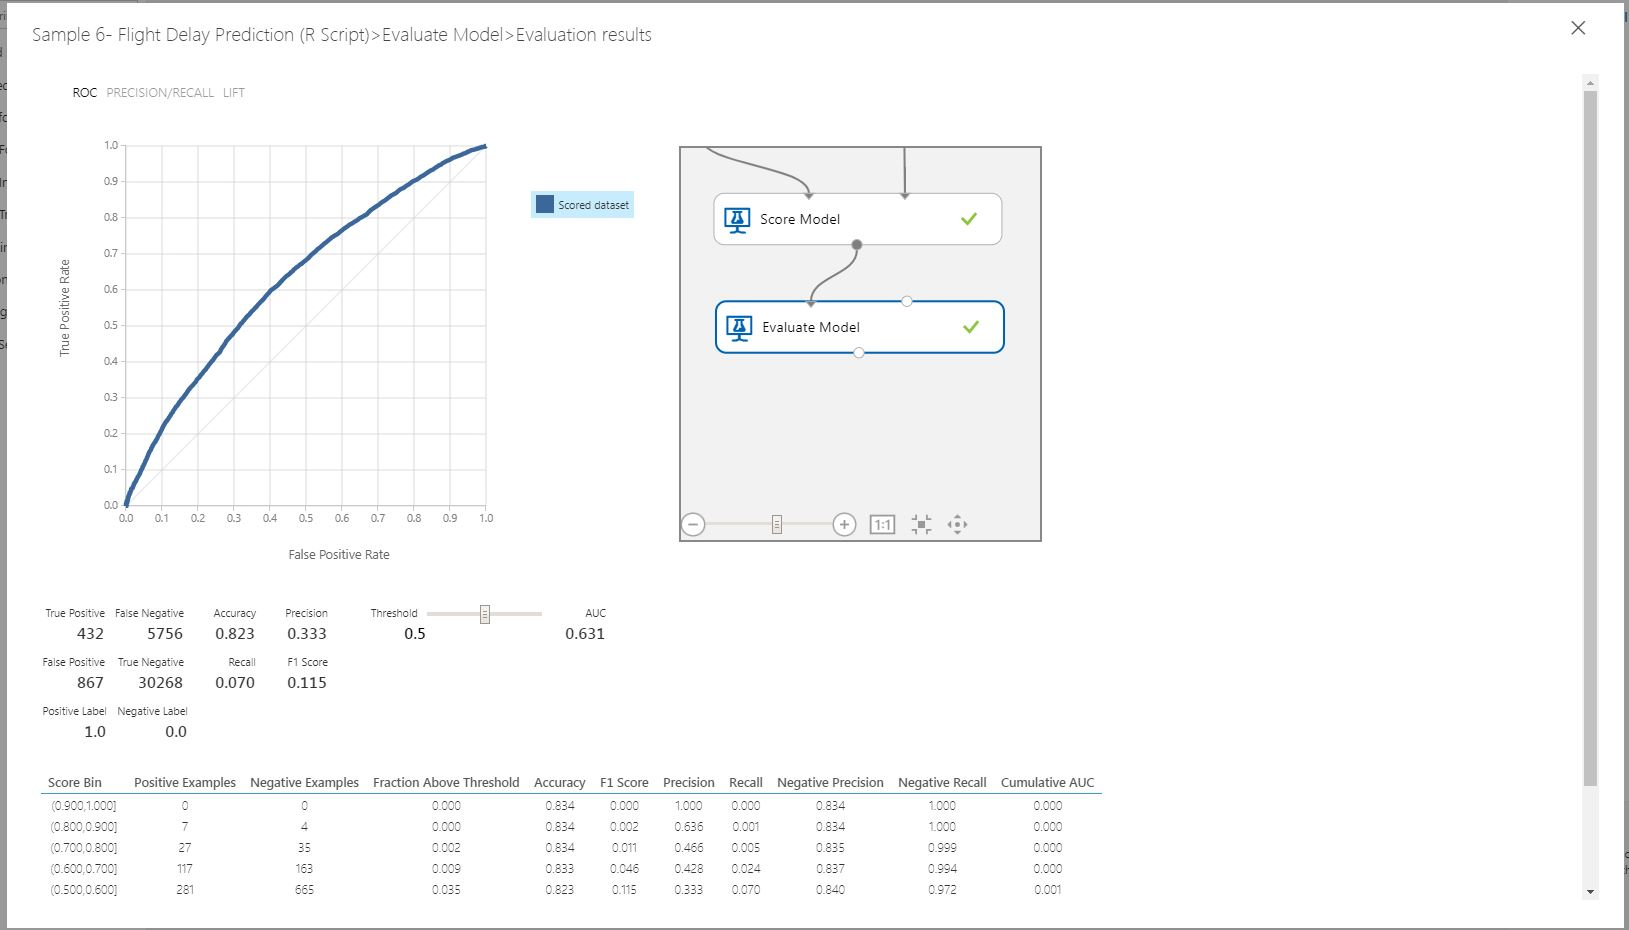 Sample 6- Flight Delay Prediction (R Script)>Evaluate Model>Evaluation results
ROC PRECISION/RECALL LIFT
True Positive Rate
1.0
0.9
0.8
0.7
0.6
0.5
0.4
0.3
0.2
0.1
0.0
0.0 0.1 0.2 0.3 0.4 0.5 0.6 0.7 0.8 0.9 1.0
False Positive Rate
Scored dataset
Score Model
Evaluate Model
1:1
True Positive False Negative Accuracy Precision Threshold AUC
432 5756 0.823 0.333 0.5 0.631
False Positive True Negative Recall F1 Score
867 30268 0.070 0.115
Positive Label Negative Label
1.0 0.0
Score Bin Positive Examples Negative Examples Fraction Above Threshold Accuracy F1 Score Precision Recall Negative Precision Negative Recall Cumulative AUC
(0.900,1.000] 0 0 0.000 0.834 0.000 1.000 0.000 0.834 1.000 0.000
(0.800,0.900] 7 4 0.000 0.834 0.002 0.636 0.001 0.834 1.000 0.000
(0.700,0.800] 27 35 0.002 0.834 0.011 0.466 0.005 0.835 0.999 0.000
(0.600,0.700] 117 163 0.009 0.833 0.046 0.428 0.024 0.837 0.994 0.000
(0.500,0.600] 281 665 0.035 0.823 0.115 0.333 0.070 0.840 0.972 0.001